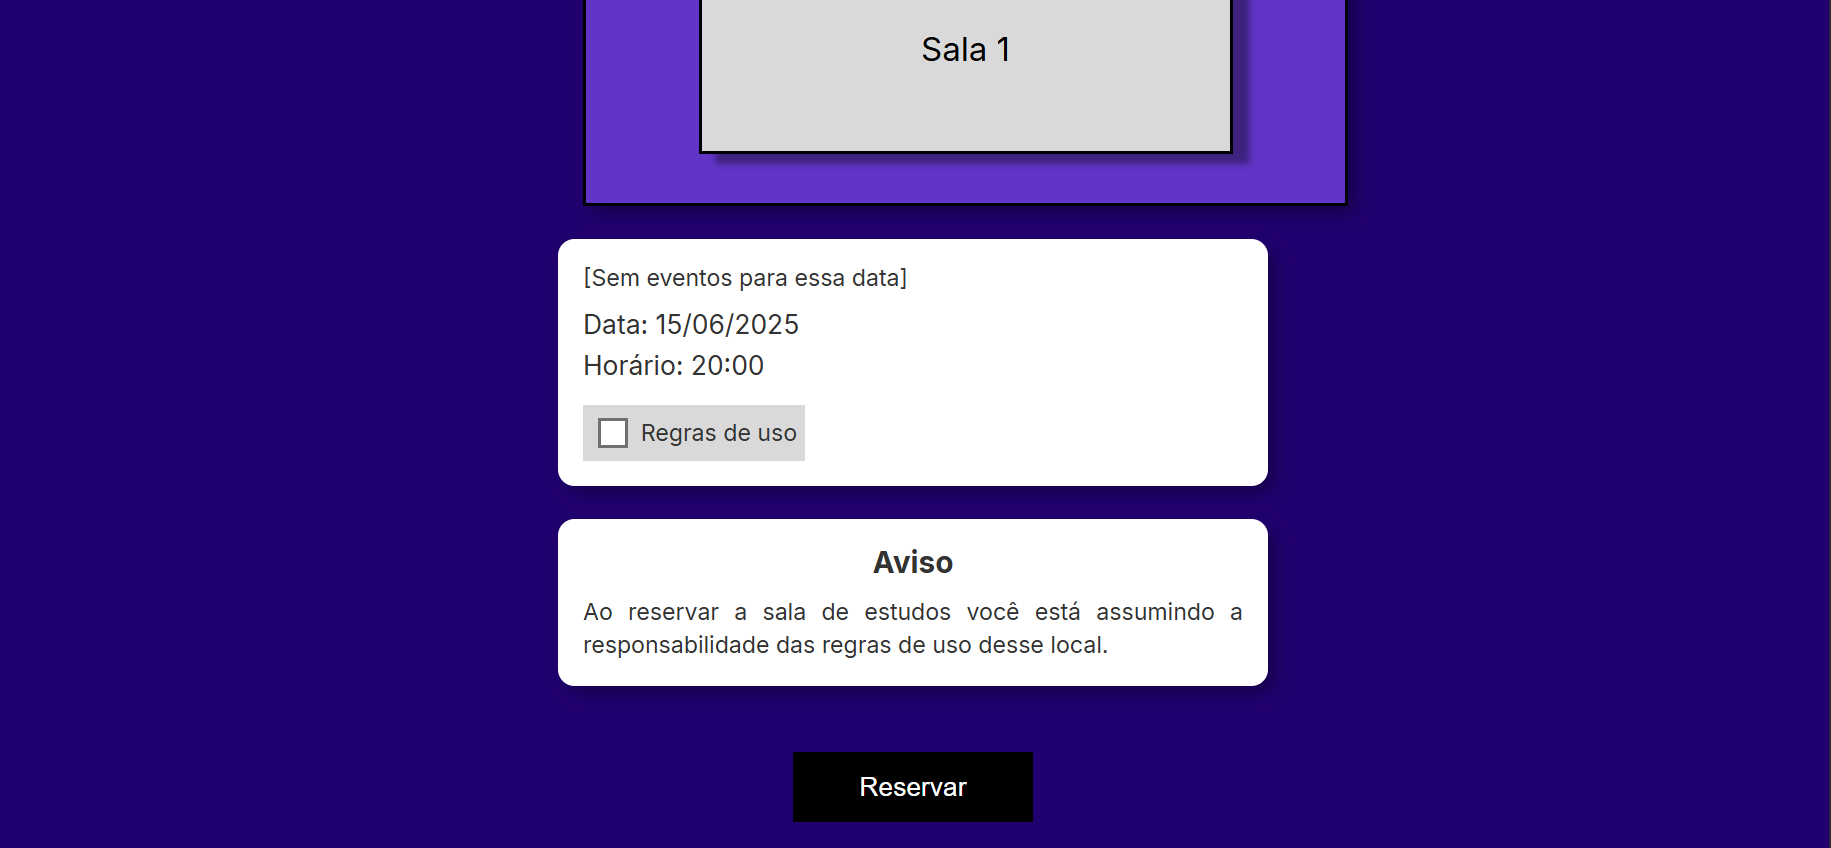 Sala 1
[Sem eventos para essa data]
Data: 15/06/2025
Horário: 20:00
Regras de uso
Aviso
Ao reservar a sala de estudos você está assumindo a
responsabilidade das regras de uso desse local.
Reservar